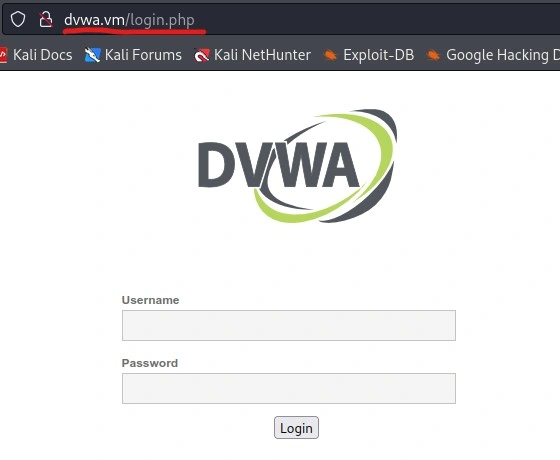 dvwa.vm/login.php
Kali Docs Kali Forums Kali NetHunter Exploit-DB Google Hacking D
DVWA
Username
Password
Login